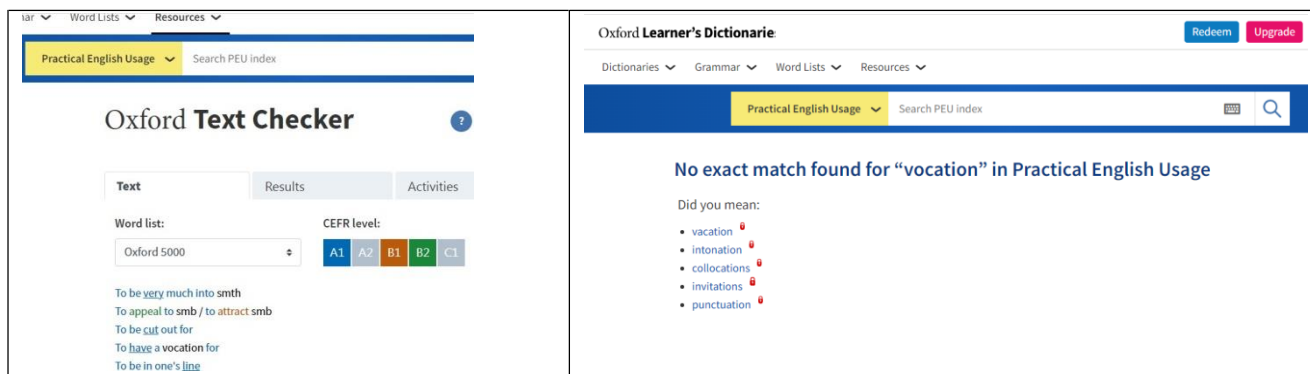 Word Lists Resources
Practical English Usage Search PEU index
Oxford Text Checker ?
Text Results Activities
Word list: CEFR level:
Oxford 5000 A1 A2 B1 B2 C1
To be very much into smth
To appeal to smb / to attract smb
To be cut out for
To have a vocation for
To be in one's line
Oxford Learner's Dictionarie Redeem Upgrade
Dictionaries Grammar Word Lists Resources
Practical English Usage Search PEU index
No exact match found for “vocation” in Practical English Usage
Did you mean:
• vacation
• intonation
• collocations
• invitations
• punctuation